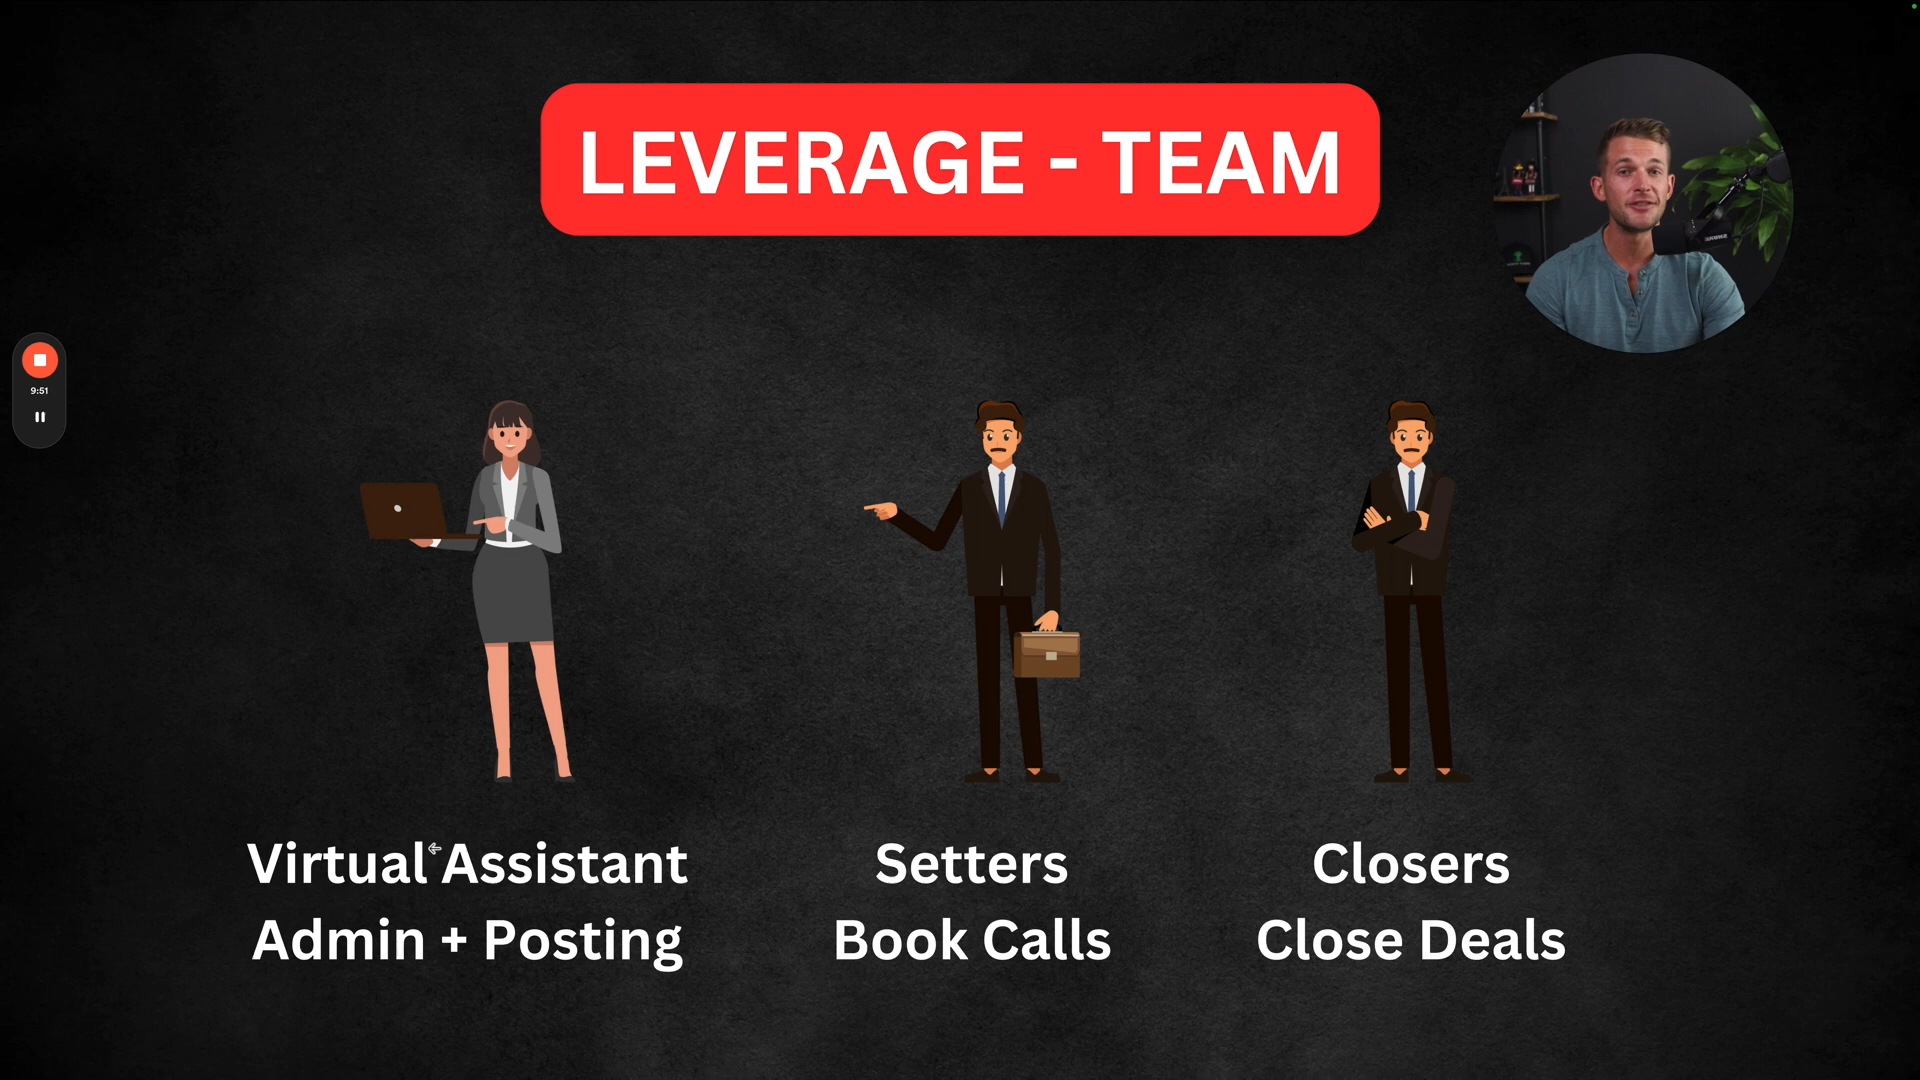 LEVERAGE - TEAM
9:51
Virtual Assistant
Admin + Posting
Setters
Book Calls
Closers
Close Deals